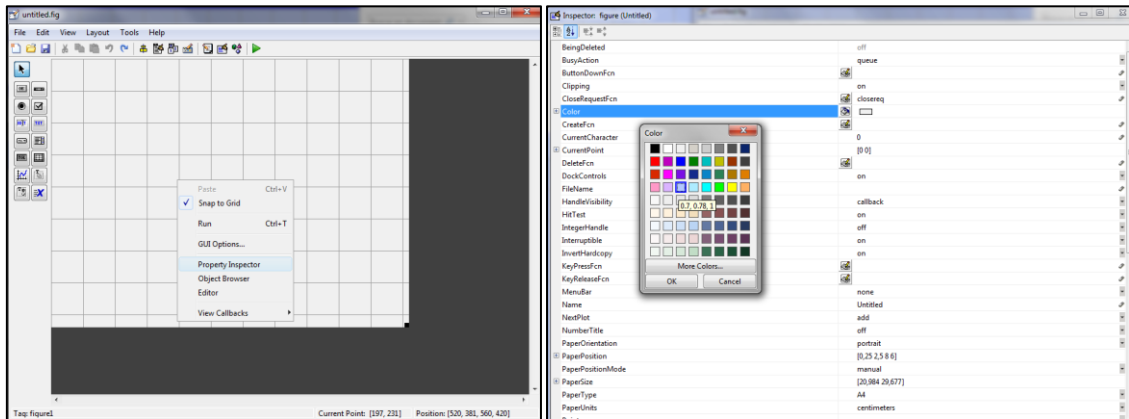 untitled.fig
File Edit View Layout Tools Help
Paste Ctrl+V
Snap to Grid
Run Ctrl+T
GUI Options...
Property Inspector
Object Browser
Editor
View Callbacks
Tag: figure1 Current Point: [197, 231] Position: [520, 381, 560, 420]
Inspector: figure (Untitled)
BeingDeleted off
BusyAction queue
ButtonDownFcn
Clipping on
CloseRequestFcn closereq
Color
CreateFcn
CurrentCharacter 0
CurrentPoint [0 0]
DeleteFcn
DockControls on
FileName
HandleVisibility callback
HitTest on
IntegerHandle off
Interruptible on
InvertHardcopy on
KeyPressFcn
KeyReleaseFcn
MenuBar none
Name Untitled
NextPlot add
NumberTitle off
PaperOrientation portrait
PaperPosition [0,25 2,5 8 6]
PaperPositionMode manual
PaperSize [20,984 29,677]
PaperType A4
PaperUnits centimeters
Color
0.7, 0.78, 1
More Colors...
OK Cancel